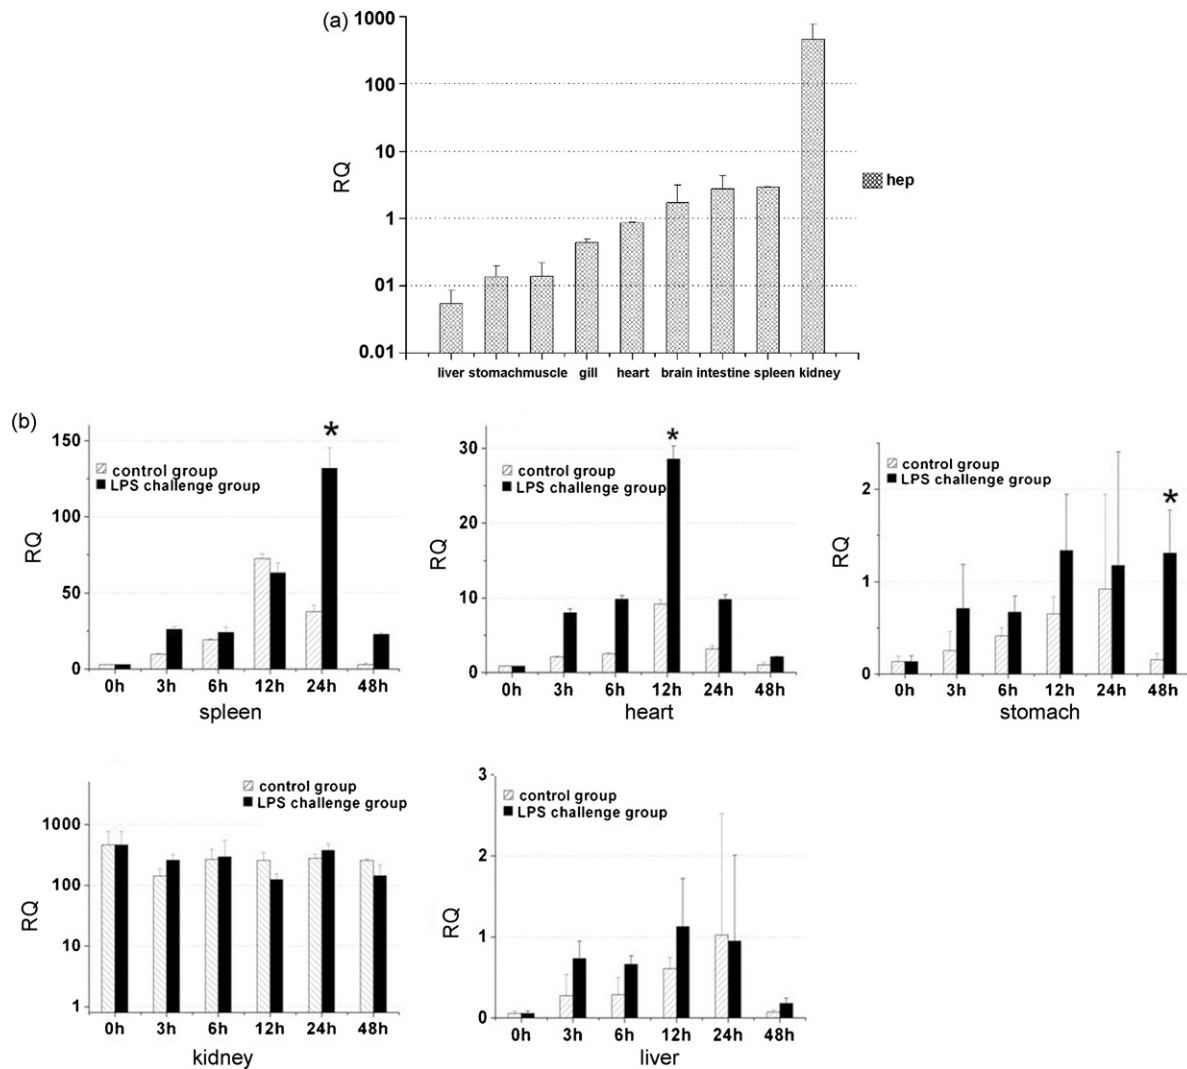 (a)
1000
100
10
1
01
0.01
RQ
hep
liver stomach muscle gill heart brain intestine spleen kidney
(b)
150
100
50
0
RQ
control group
LPS challenge group
*
0h 3h 6h 12h 24h 48h
spleen
30
20
10
0
RQ
control group
LPS challenge group
*
0h 3h 6h 12h 24h 48h
heart
2
1
0
RQ
control group
LPS challenge group
*
0h 3h 6h 12h 24h 48h
stomach
1000
100
10
1
RQ
control group
LPS challenge group
0h 3h 6h 12h 24h 48h
kidney
3
2
1
0
RQ
control group
LPS challenge group
0h 3h 6h 12h 24h 48h
liver